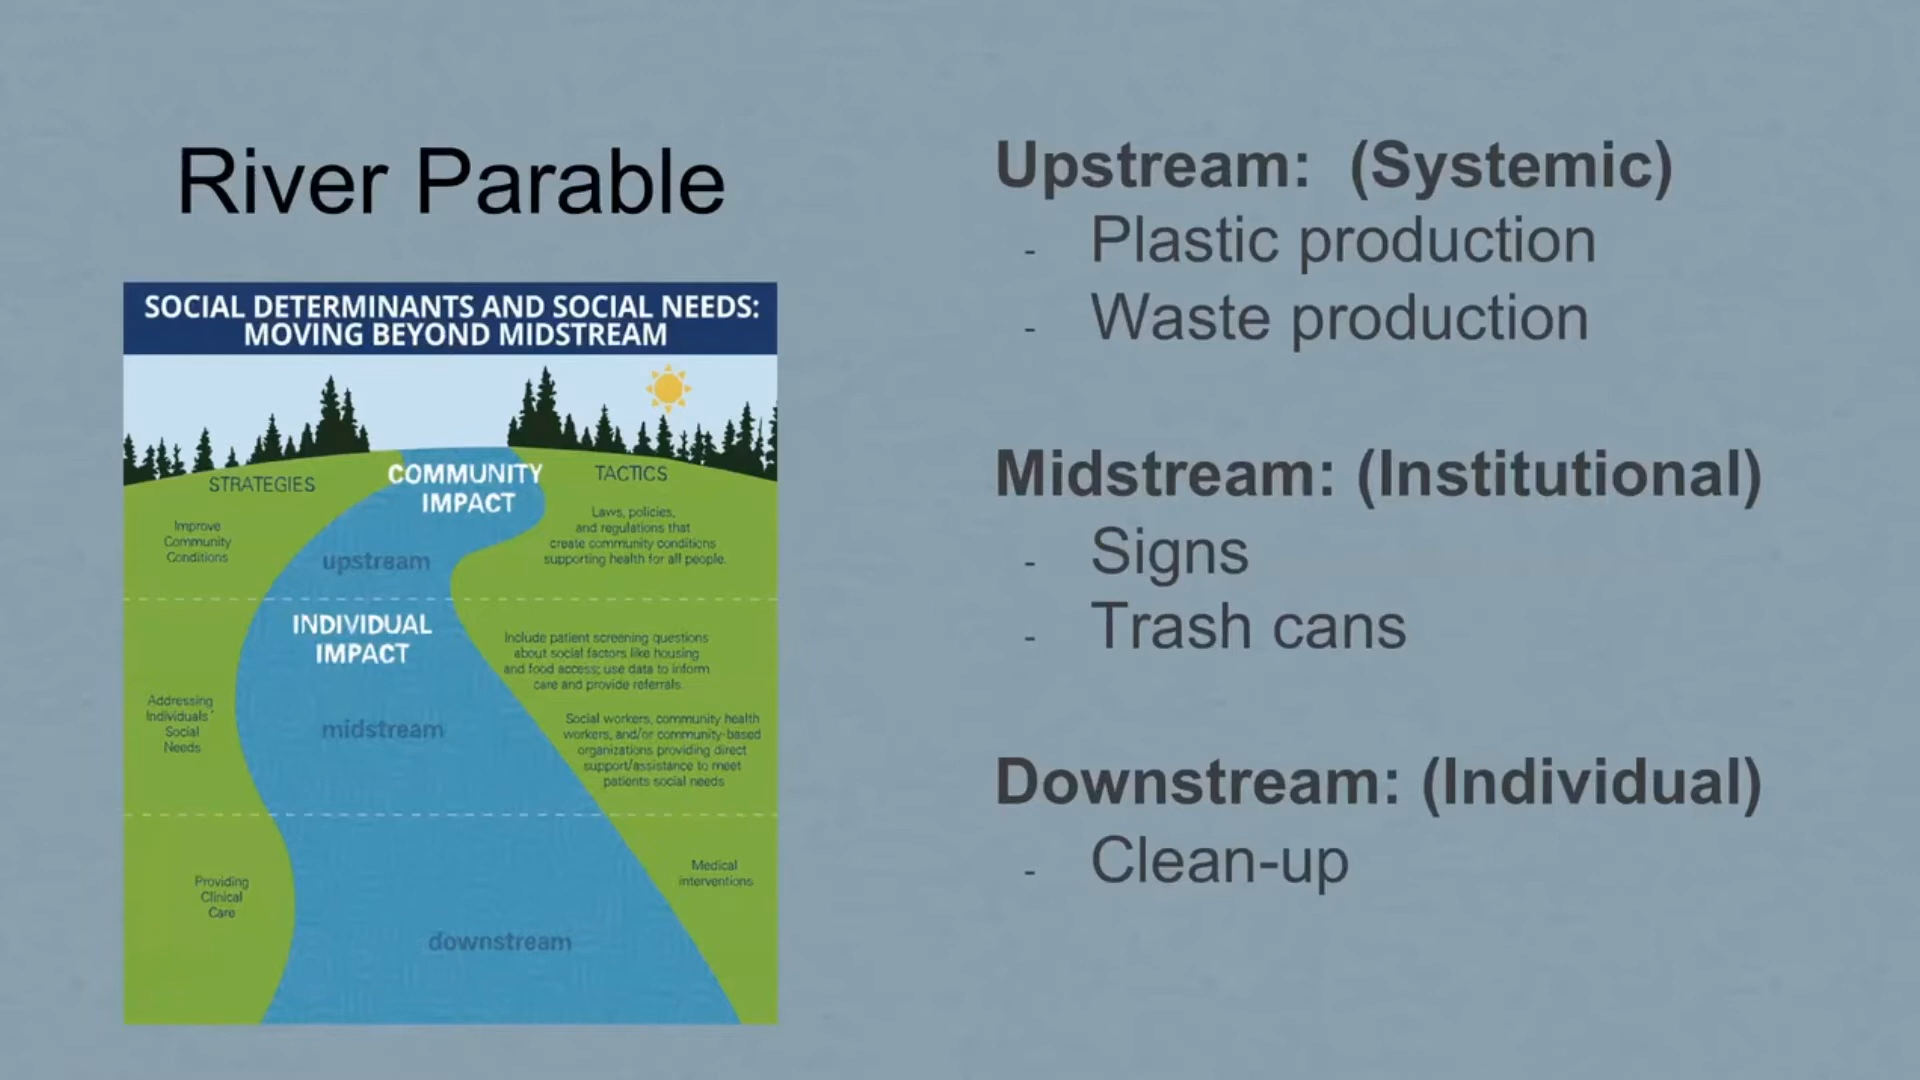 River Parable
SOCIAL DETERMINANTS AND SOCIAL NEEDS:
MOVING BEYOND MIDSTREAM
STRATEGIES
COMMUNITY
IMPACT
TACTICS
Improve
Community
Conditions
upstream
Laws, policies,
and regulations that
create community conditions
supporting health for all people.
INDIVIDUAL
IMPACT
Addressing
Individuals'
Social
Needs
midstream
Include patient screening questions
about social factors like housing
and food access; use data to inform
care and provide referrals.
Social workers, community health
workers, and/or community-based
organizations providing direct
support/assistance to meet
patients social needs
Providing
Clinical
Care
downstream
Medical
interventions
Upstream: (Systemic)
- Plastic production
- Waste production
Midstream: (Institutional)
- Signs
- Trash cans
Downstream: (Individual)
- Clean-up